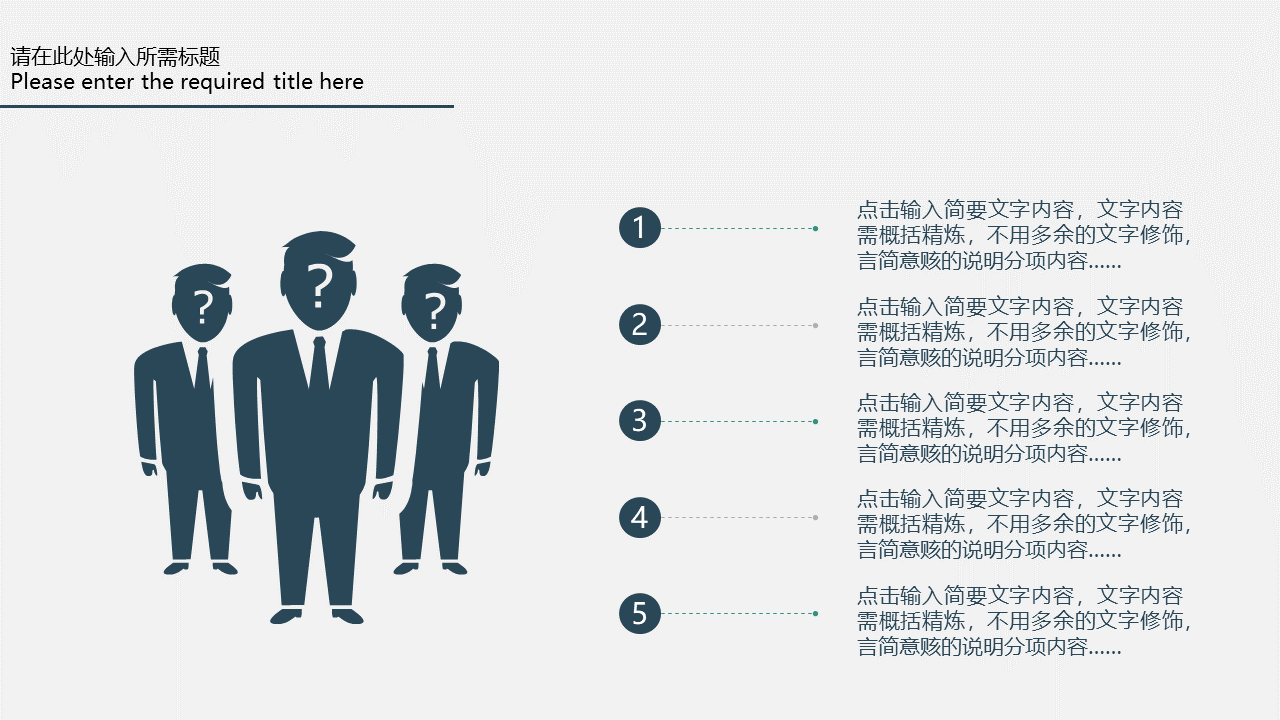 请在此处输入所需标题
Please enter the required title here
?
?
?
1
点击输入简要文字内容，文字内容
需概括精炼，不用多余的文字修饰，
言简意赅的说明分项内容……
2
点击输入简要文字内容，文字内容
需概括精炼，不用多余的文字修饰，
言简意赅的说明分项内容……
3
点击输入简要文字内容，文字内容
需概括精炼，不用多余的文字修饰，
言简意赅的说明分项内容……
4
点击输入简要文字内容，文字内容
需概括精炼，不用多余的文字修饰，
言简意赅的说明分项内容……
5
点击输入简要文字内容，文字内容
需概括精炼，不用多余的文字修饰，
言简意赅的说明分项内容……